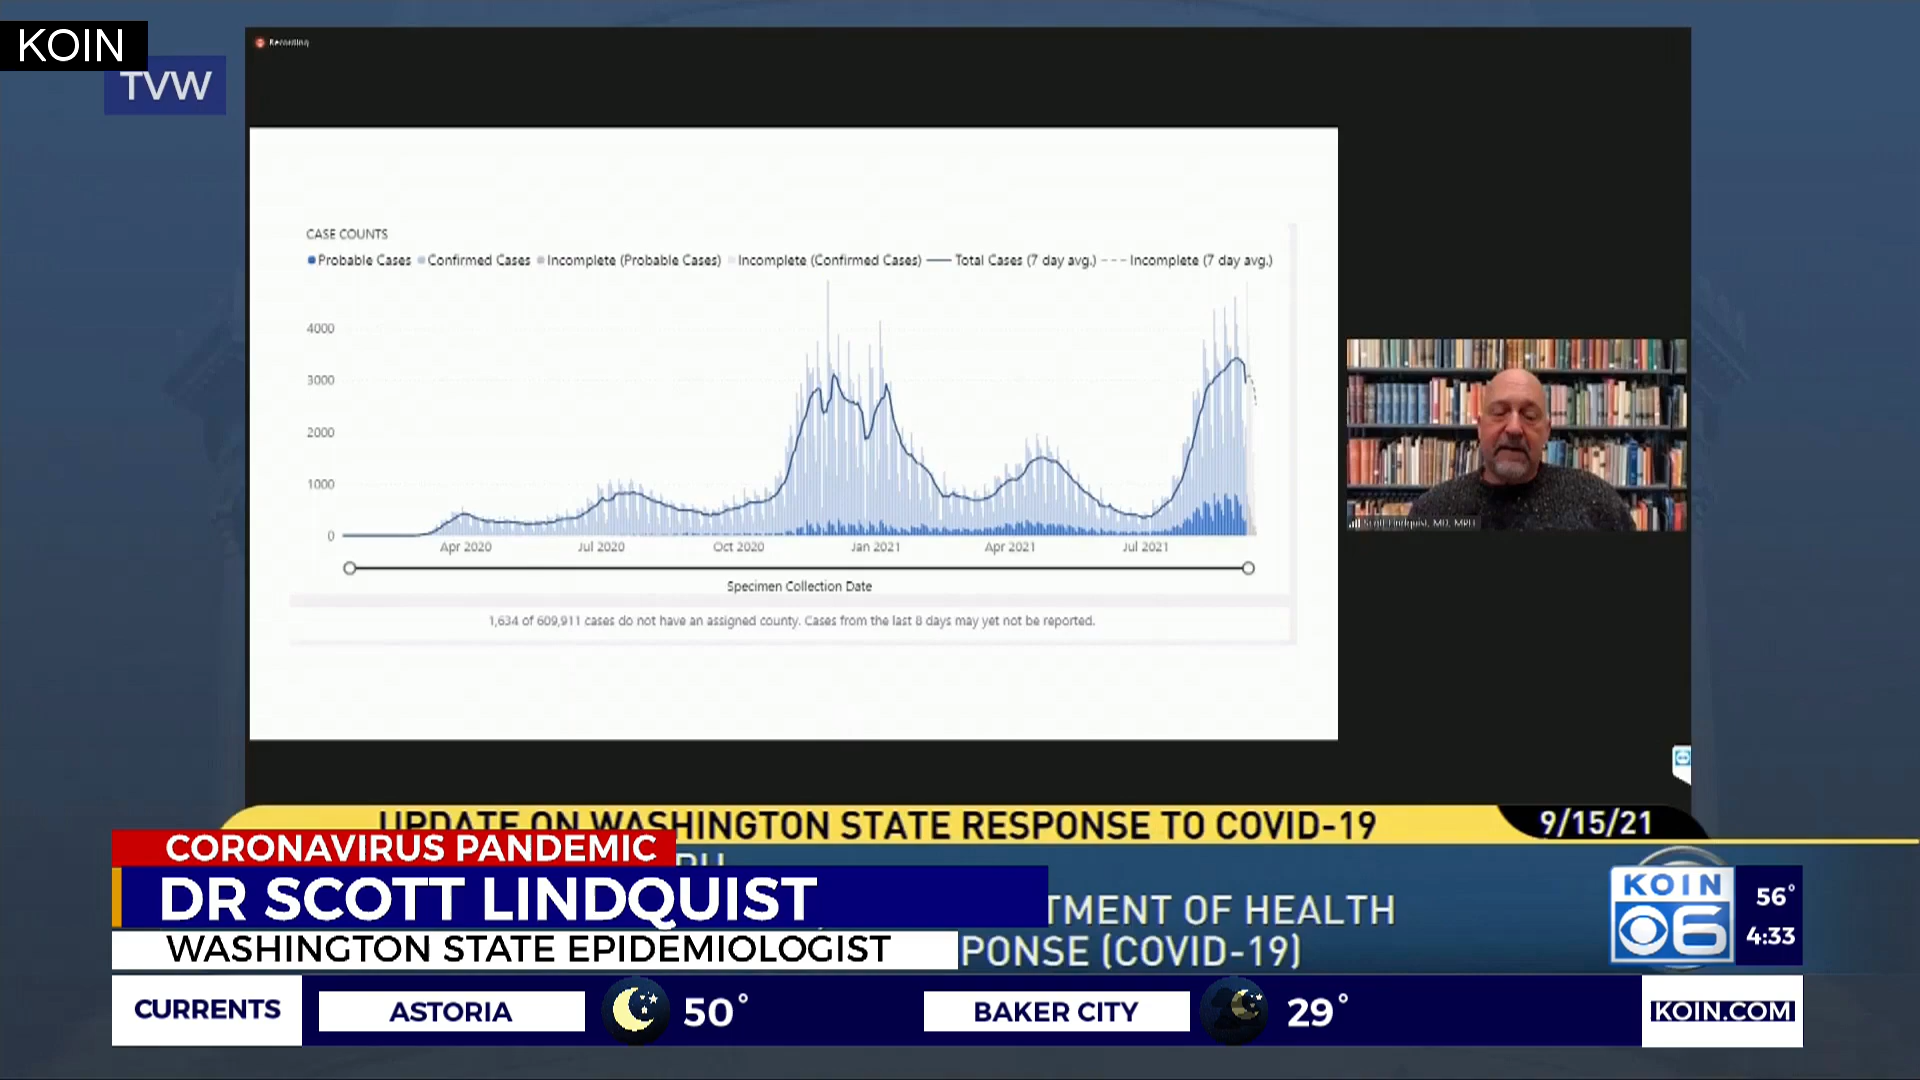 KOIN
TVW
Recording
CASE COUNTS
Probable Cases Confirmed Cases Incomplete (Probable Cases) Incomplete (Confirmed Cases) Total Cases (7 day avg.) Incomplete (7 day avg.)
4000
3000
2000
1000
0
Apr 2020 Jul 2020 Oct 2020 Jan 2021 Apr 2021 Jul 2021
Specimen Collection Date
1,634 of 609,911 cases do not have an assigned county. Cases from the last 8 days may yet not be reported.
Scott Lindquist, MD, MPH
UPDATE ON WASHINGTON STATE RESPONSE TO COVID-19 9/15/21
CORONAVIRUS PANDEMIC
DR SCOTT LINDQUIST
TMENT OF HEALTH
WASHINGTON STATE EPIDEMIOLOGIST
PONSE (COVID-19)
KOIN 6
56°
4:33
CURRENTS ASTORIA 50° BAKER CITY 29° KOIN.COM